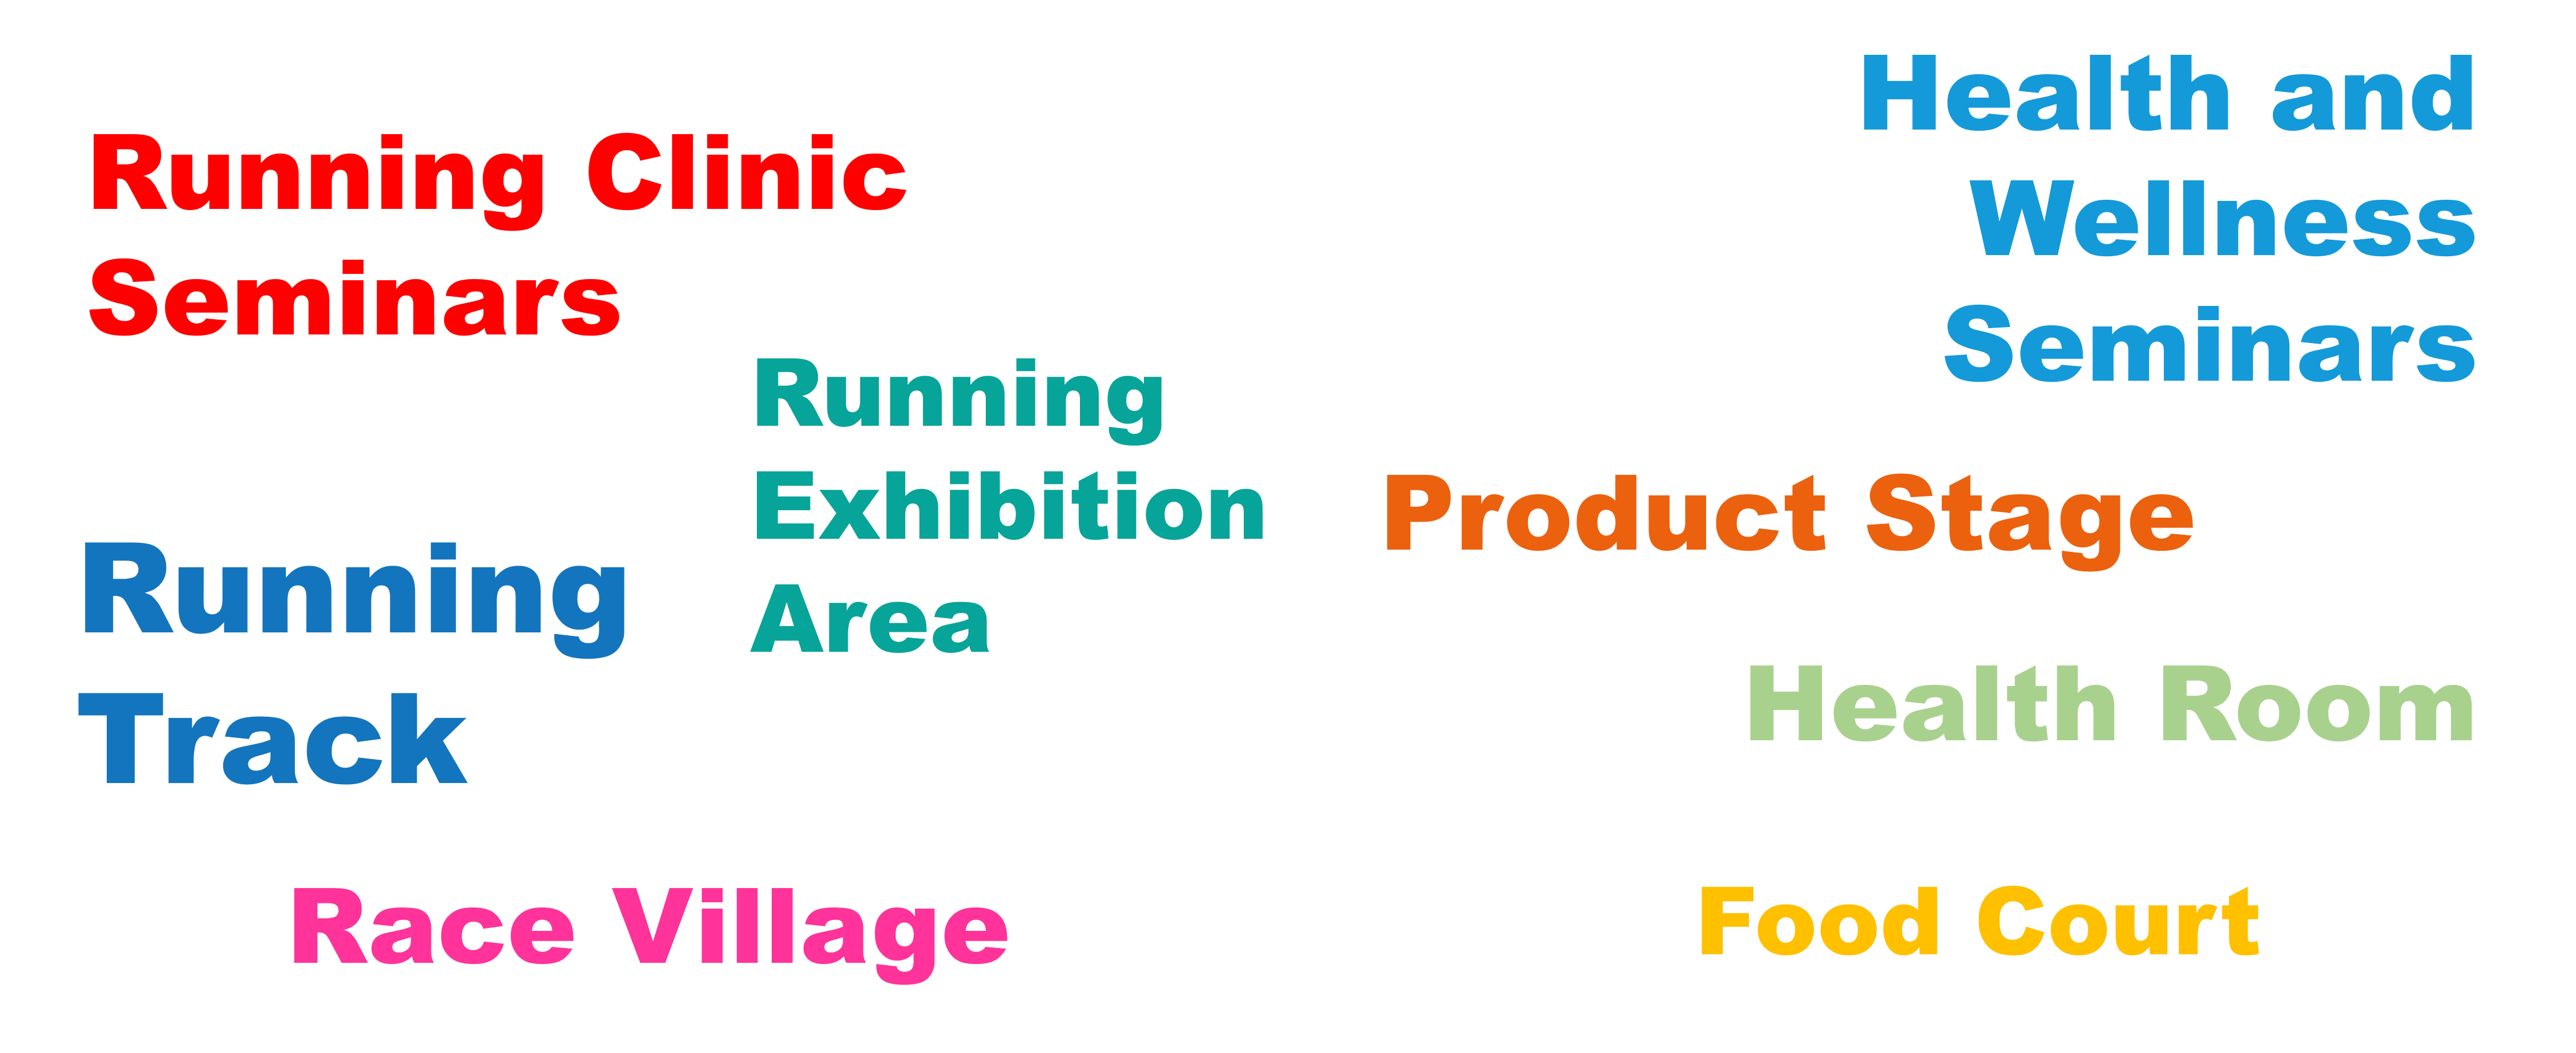 Running Clinic
Seminars
Health and
Wellness
Seminars
Running
Exhibition
Area
Product Stage
Running
Track
Health Room
Race Village
Food Court